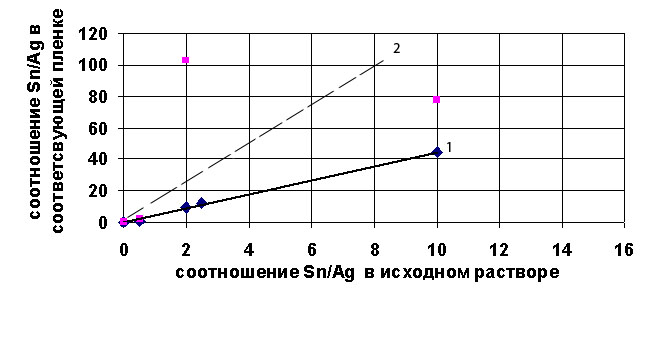 соотношение Sn/Ag в
соответсвующей пленке
120
100
80
60
40
20
0
2
1
0 2 4 6 8 10 12 14 16
соотношение Sn/Ag в исходном растворе